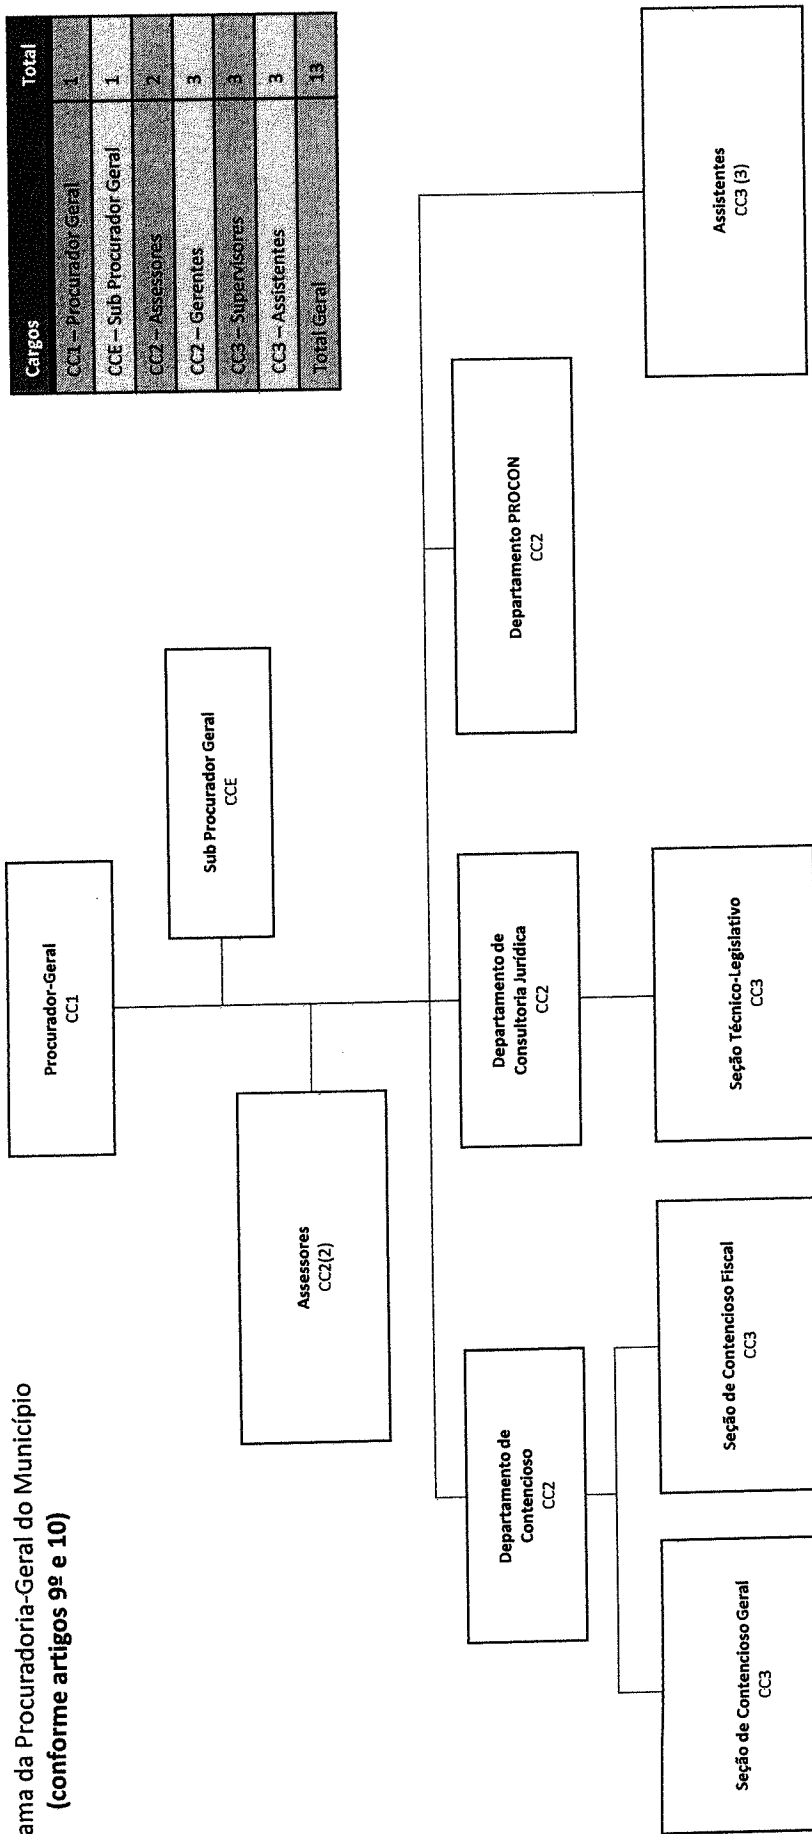 ama da Procuradoria-Geral do Município
(conforme artigos 9º e 10)
Cargos Total
CC1 – Procurador Geral 1
CCE – Sub Procurador Geral 1
CC2 – Assessores 2
CC2 – Gerentes 3
CC3 – Supervisores 3
CC3 – Assistentes 3
Total Geral 13
Procurador-Geral
CC1
Sub Procurador Geral
CCE
Assessores
CC2(2)
Departamento de
Contencioso
CC2
Departamento de
Consultoria Jurídica
CC2
Departamento PROCON
CC2
Seção de Contencioso Geral
CC3
Seção de Contencioso Fiscal
CC3
Seção Técnico-Legislativo
CC3
Assistentes
CC3 (3)